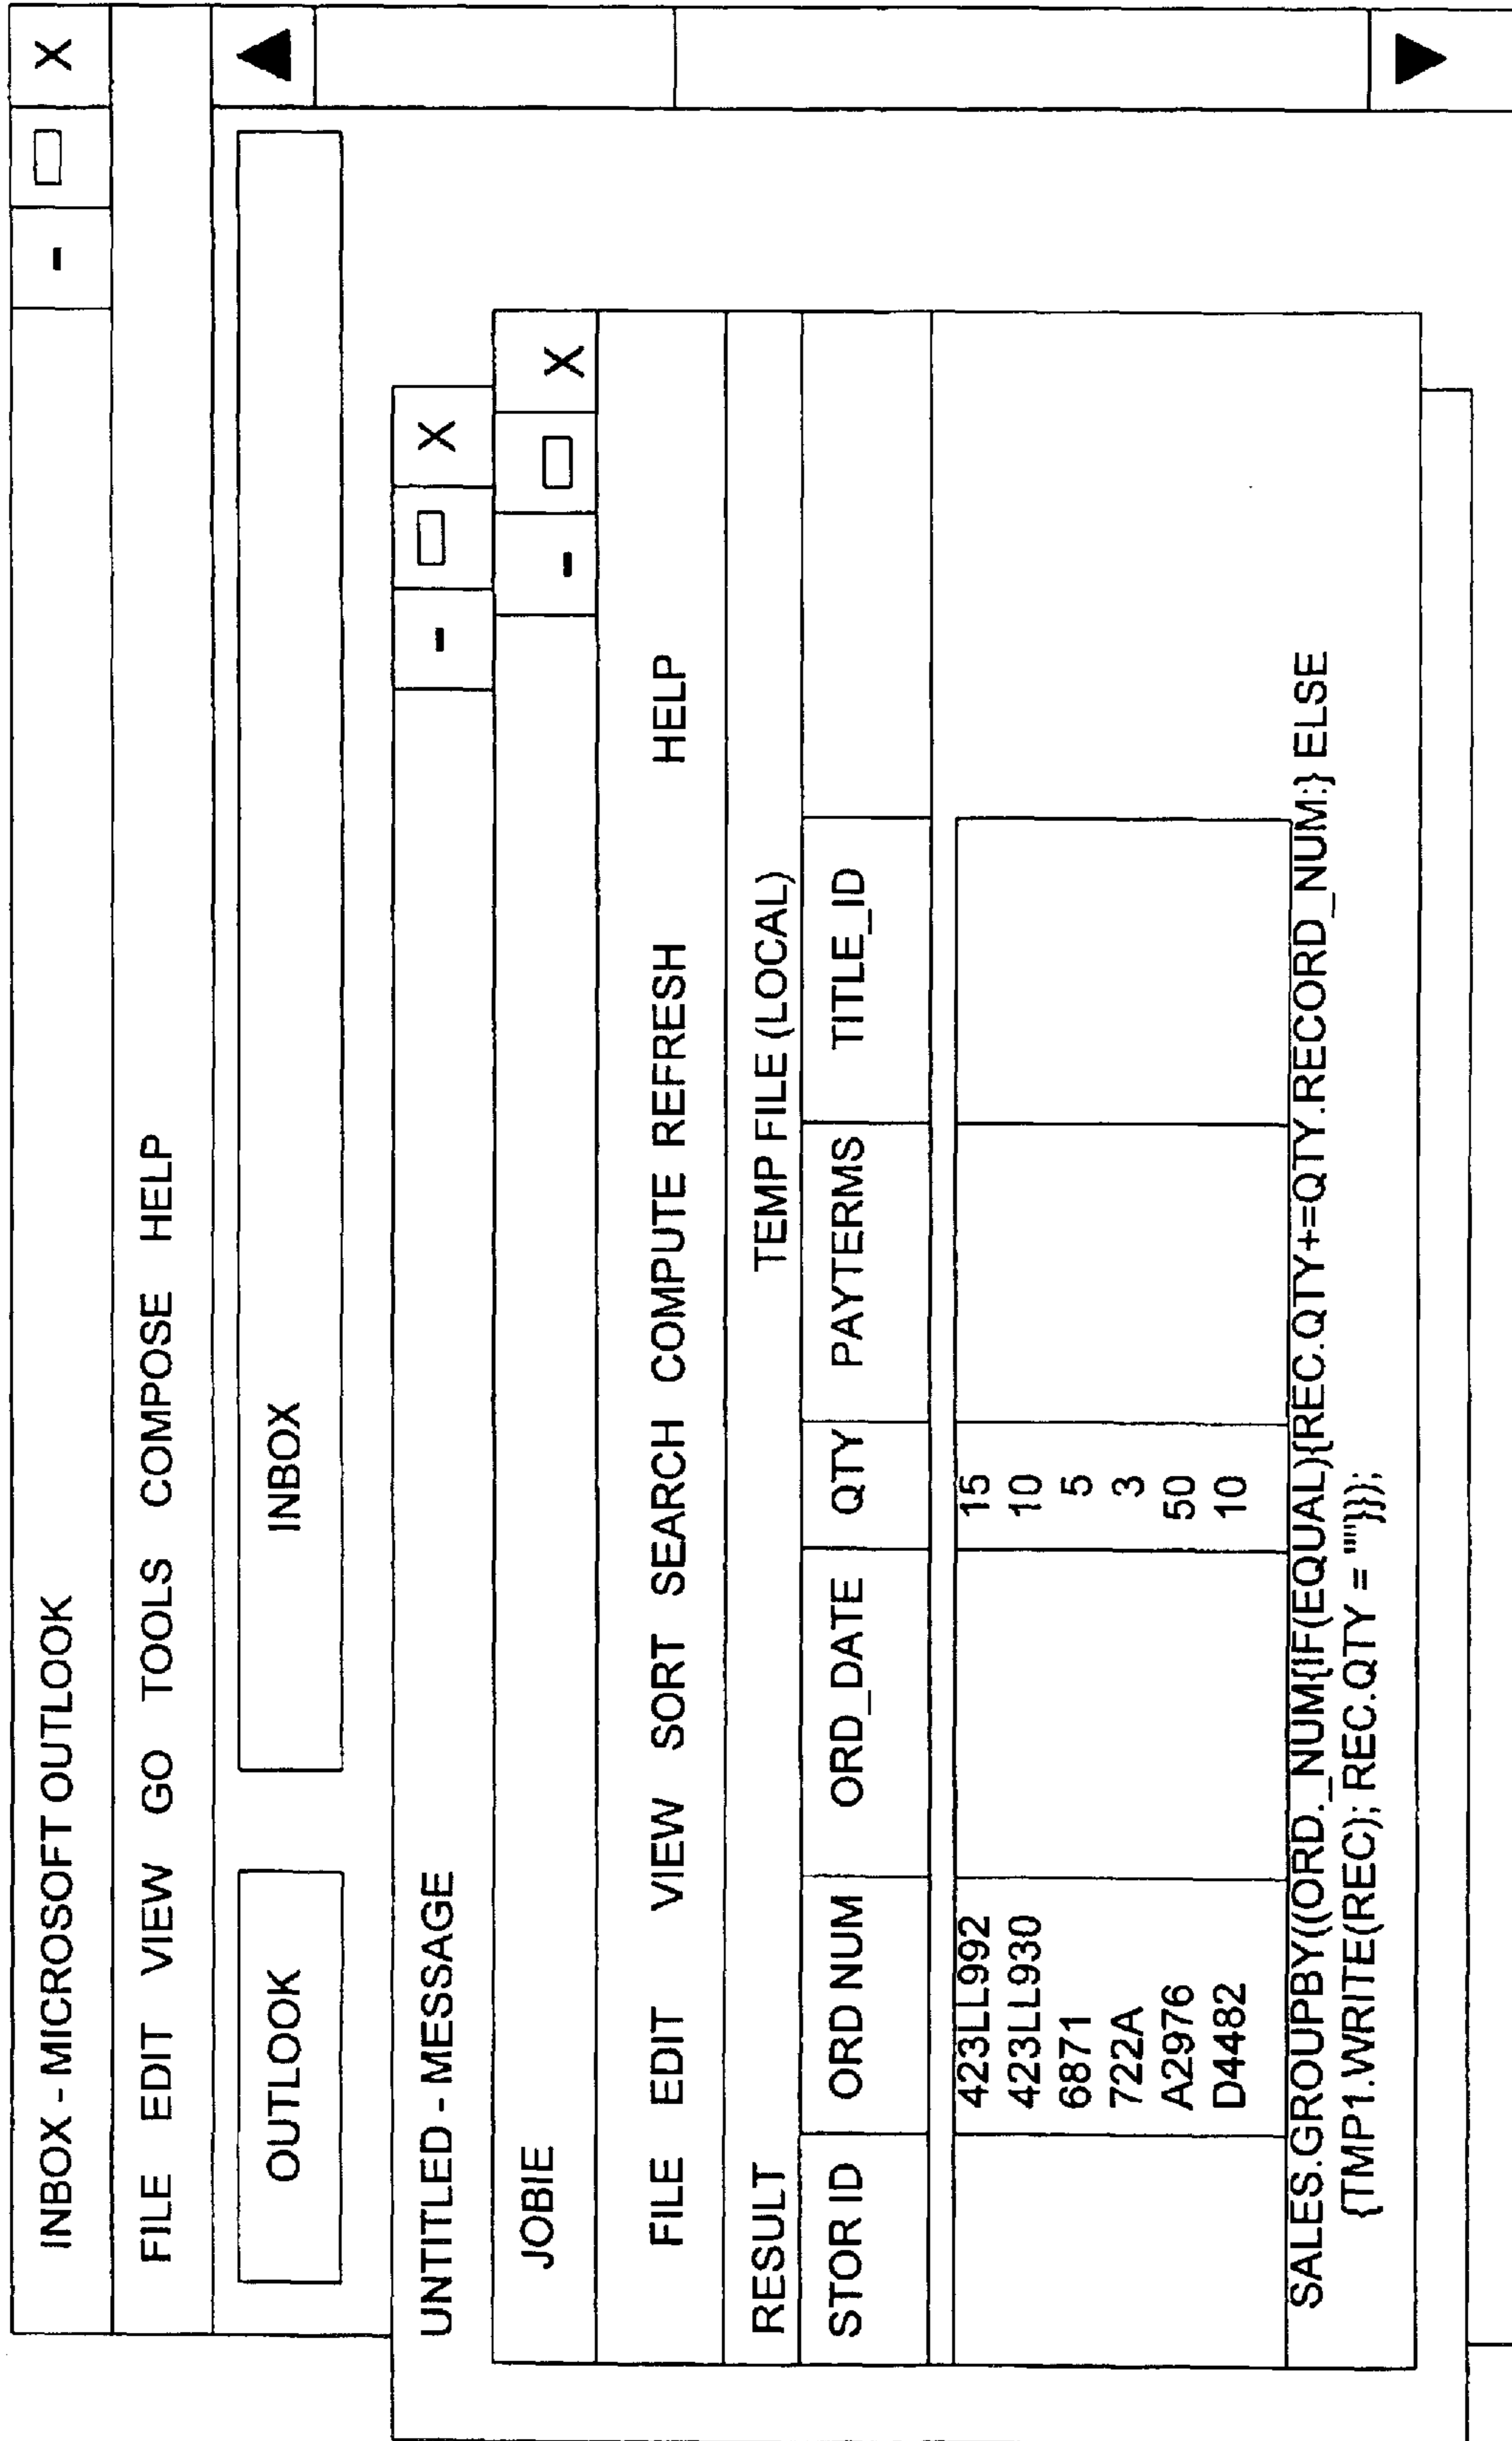 INBOX - MICROSOFT OUTLOOK - X
FILE EDIT VIEW GO TOOLS COMPOSE HELP
OUTLOOK INBOX
UNTITLED - MESSAGE - X
JOBIE - X
FILE EDIT VIEW SORT SEARCH COMPUTE REFRESH HELP
RESULT TEMP FILE (LOCAL)
STOR ID ORD NUM ORD_DATE QTY PAYTERMS TITLE_ID
423LL992 15
423LL930 10
6871 5
722A 3
A2976 50
D4482 10
SALES.GROUPBY((ORD._NUM{IF(EQUAL){REC.QTY+=QTY.RECORD_NUM:} ELSE
{TMP1.WRITE(REC); REC.QTY = ""}});